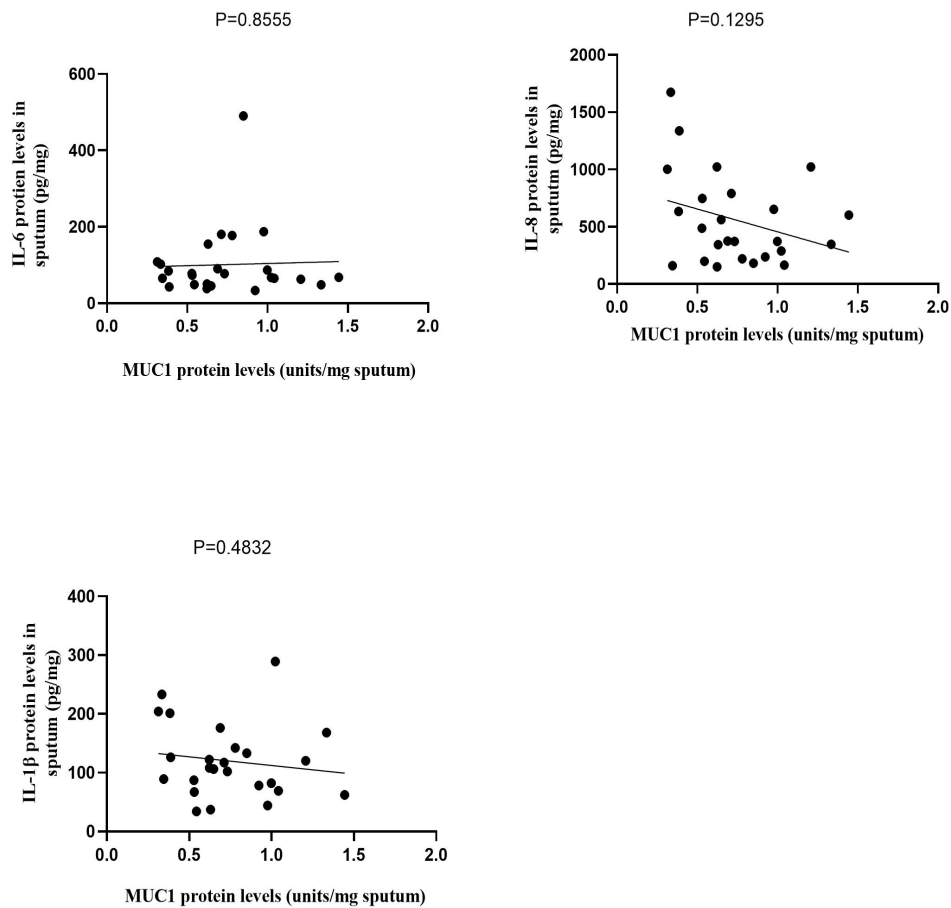 P=0.8555
IL-6 protien levels in
sputum (pg/mg)
600
400
200
0
0.0 0.5 1.0 1.5 2.0
MUC1 protein levels (units/mg sputum)
P=0.1295
IL-8 protein levels in
spututm (pg/mg)
2000
1500
1000
500
0
0.0 0.5 1.0 1.5 2.0
MUC1 protein levels (units/mg sputum)
P=0.4832
IL-1β protein levels in
sputum (pg/mg)
400
300
200
100
0
0.0 0.5 1.0 1.5 2.0
MUC1 protein levels (units/mg sputum)